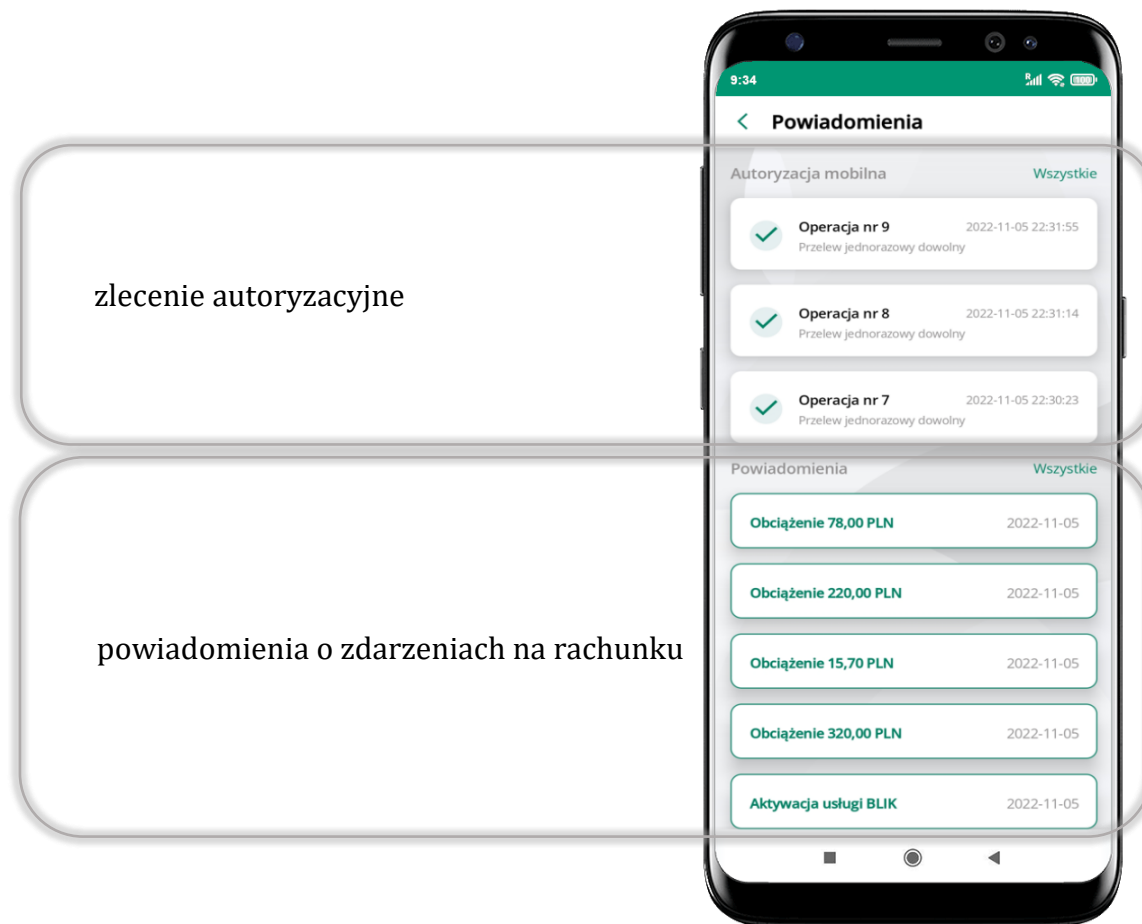 9:34
Powiadomienia
Autoryzacja mobilna Wszystkie
Operacja nr 9 2022-11-05 22:31:55
Przelew jednorazowy dowolny
zlecenie autoryzacyjne
Operacja nr 8 2022-11-05 22:31:14
Przelew jednorazowy dowolny
Operacja nr 7 2022-11-05 22:30:23
Przelew jednorazowy dowolny
Powiadomienia Wszystkie
Obciążenie 78,00 PLN 2022-11-05
Obciążenie 220,00 PLN 2022-11-05
powiadomienia o zdarzeniach na rachunku
Obciążenie 15,70 PLN 2022-11-05
Obciążenie 320,00 PLN 2022-11-05
Aktywacja usługi BLIK 2022-11-05